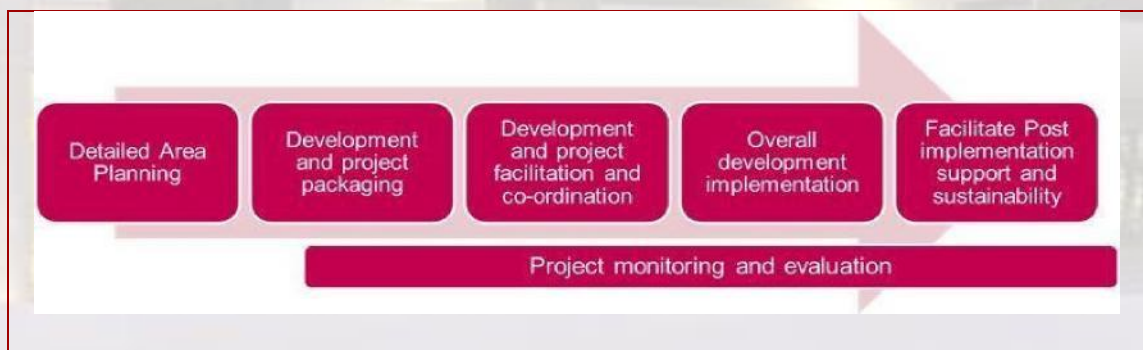 Detailed Area
Planning
Development
and project
packaging
Development
and project
facilitation and
co-ordination
Overall
development
implementation
Facilitate Post
implementation
support and
sustainability
Project monitoring and evaluation